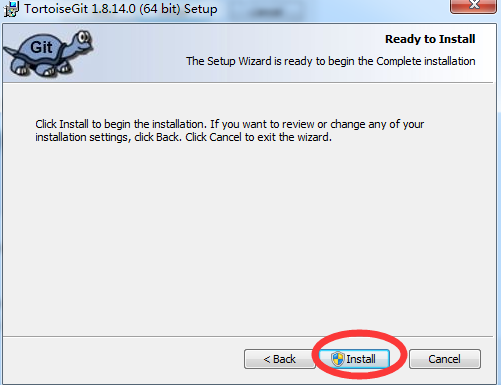 TortoiseGit 1.8.14.0 (64 bit) Setup
Git
Ready to Install
The Setup Wizard is ready to begin the Complete installation
Click Install to begin the installation. If you want to review or change any of your
installation settings, click Back. Click Cancel to exit the wizard.
< Back
Install
Cancel